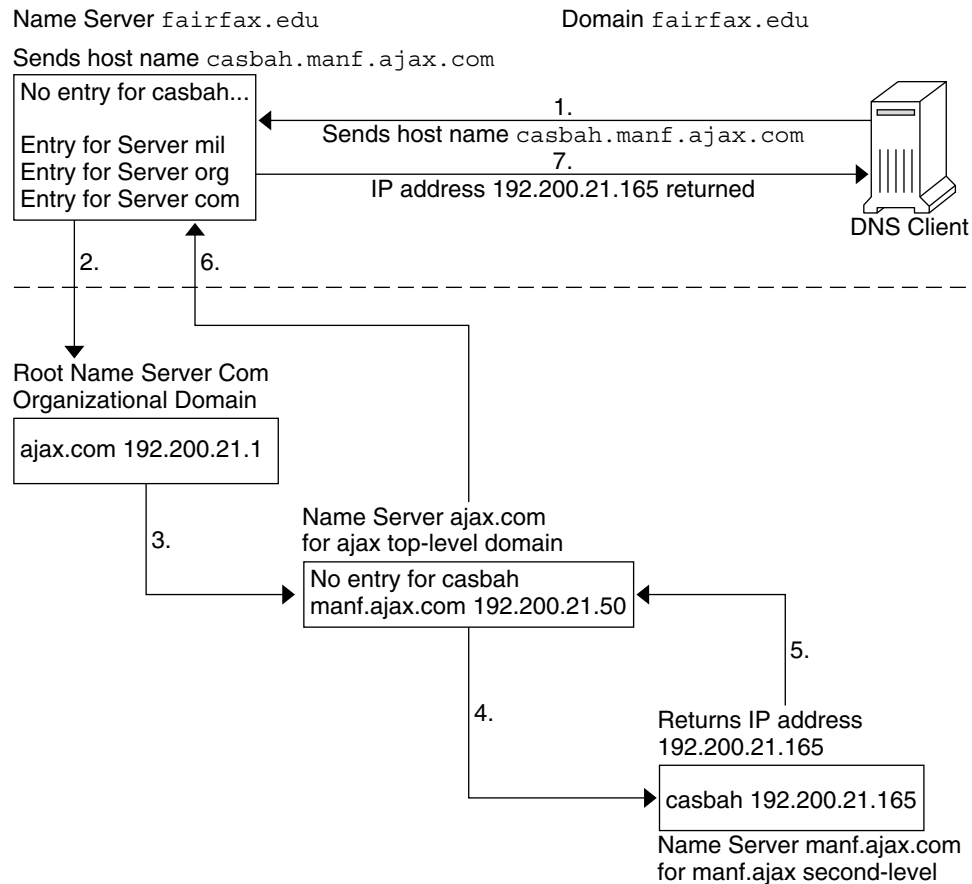 Name Server fairfax.edu
Domain fairfax.edu
Sends host name casbah.manf.ajax.com
No entry for casbah...
Entry for Server mil
Entry for Server org
Entry for Server com
1.
Sends host name casbah.manf.ajax.com
7.
IP address 192.200.21.165 returned
DNS Client
2.
6.
Root Name Server Com
Organizational Domain
ajax.com 192.200.21.1
3.
Name Server ajax.com
for ajax top-level domain
No entry for casbah
manf.ajax.com 192.200.21.50
4.
5.
Returns IP address
192.200.21.165
casbah 192.200.21.165
Name Server manf.ajax.com
for manf.ajax second-level